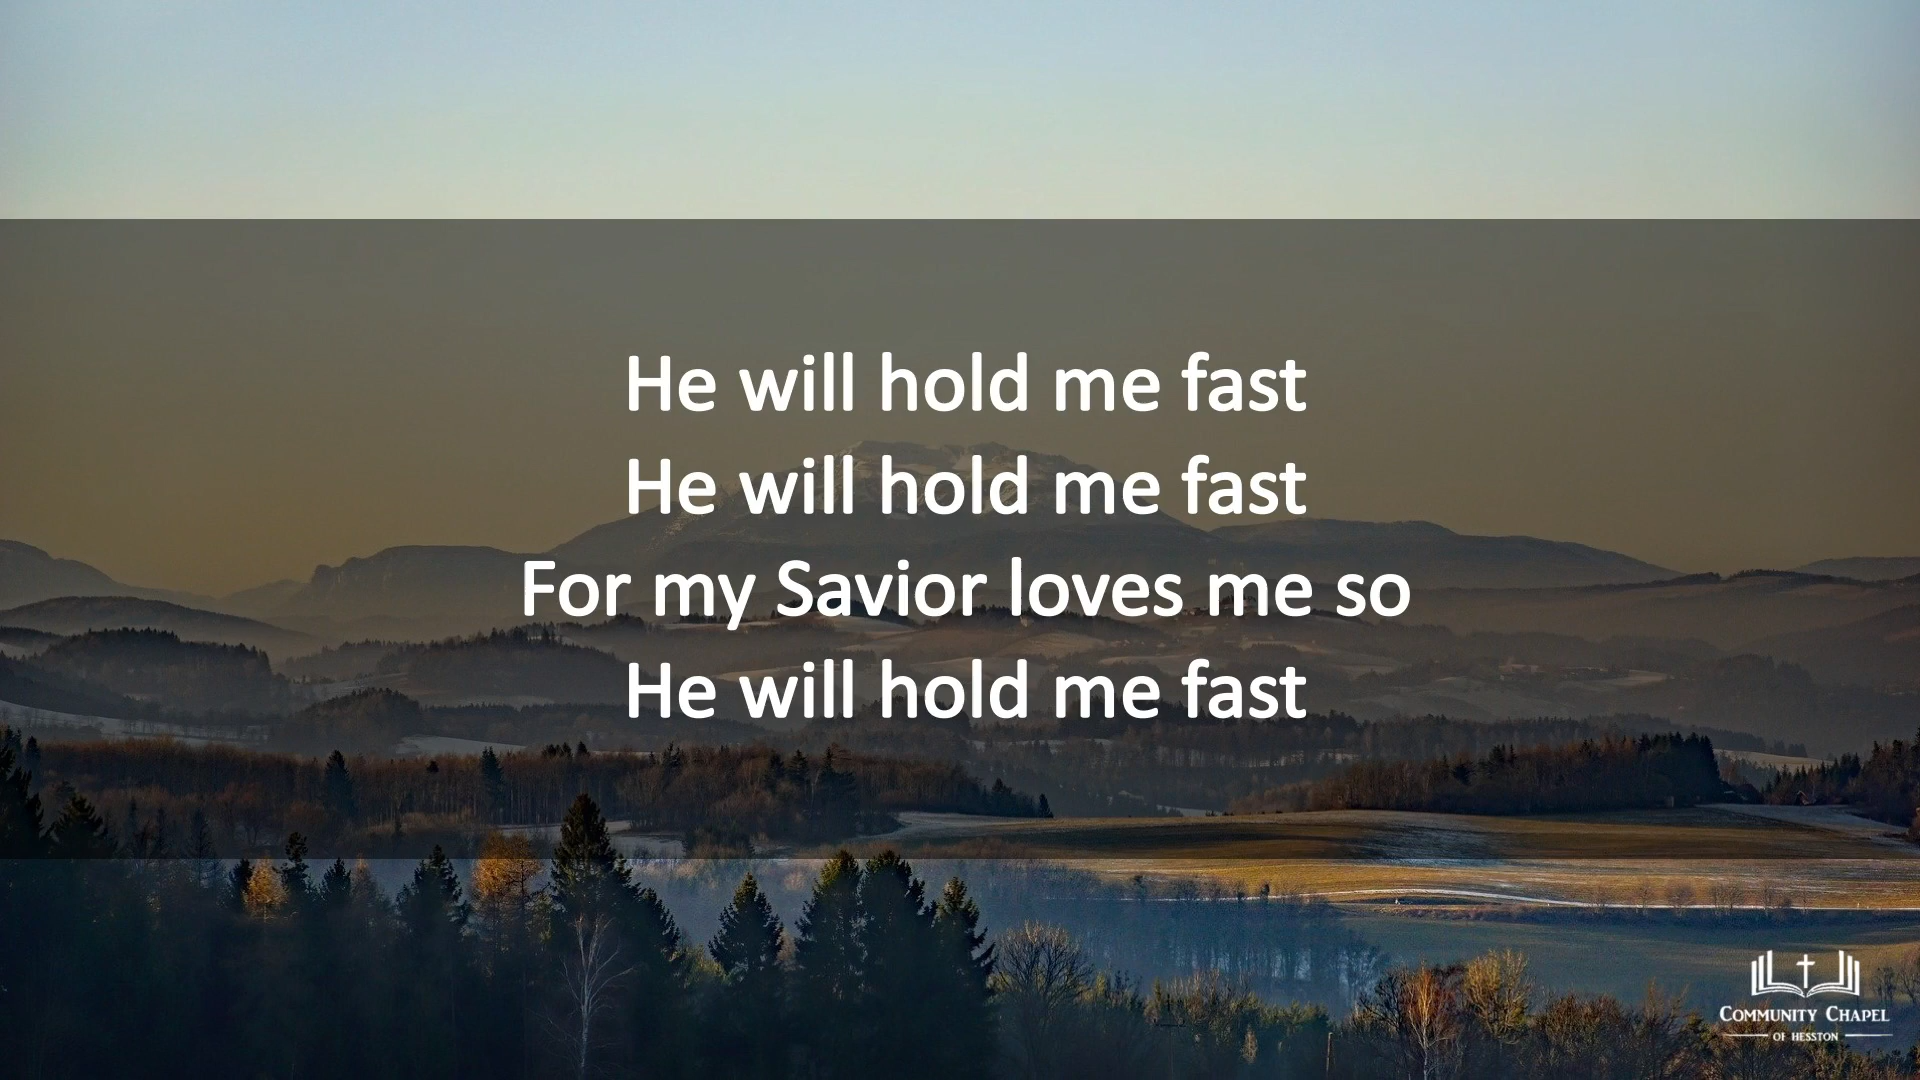 He will hold me fast
He will hold me fast
For my Savior loves me so
He will hold me fast
COMMUNITY CHAPEL
OF HESSTON